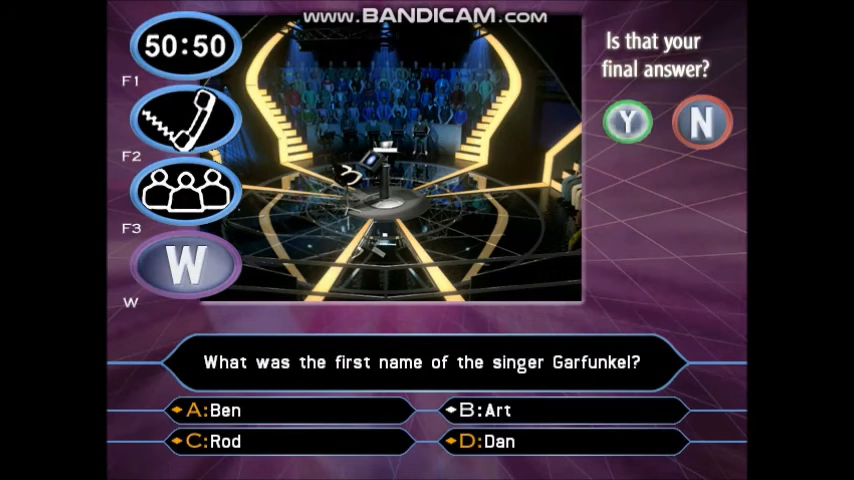 www.BANDICAM.com
50:50
F1
F2
F3
W
W
Is that your
final answer?
Y
N
What was the first name of the singer Garfunkel?
A:Ben
B:Art
C:Rod
D:Dan